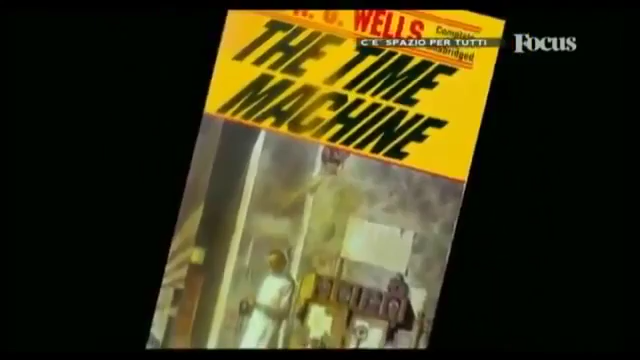 H. G. WELLS
Complete
Unabridged
THE TIME
MACHINE
C'È SPAZIO PER TUTTI
Focus